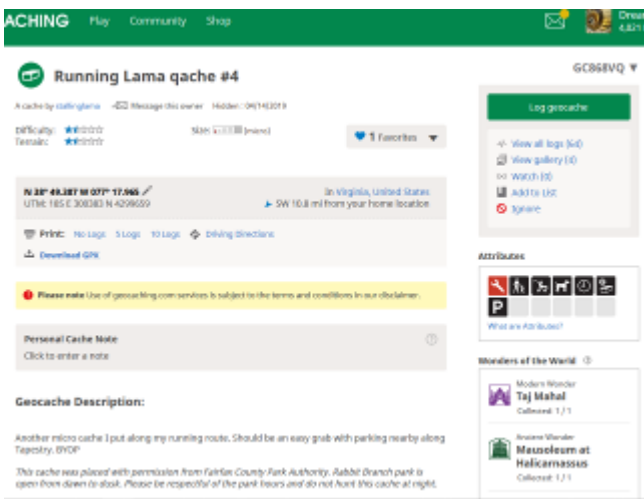 ACHING Play Community Shop
Running Lama qache #4
GC868VQ
A cache by stallinglama Message this owner Hidden : 04/14/2019
Log geocache
Difficulty:
Size: (micro)
1 Favorites
Terrain:
View all logs (64)
View gallery (4)
Watch (0)
Add to List
Ignore
N 38° 49.287 W 077° 17.965
In Virginia, United States
UTM: 18S E 300383 N 4299659
SW 10.8 mi from your home location
Print: No Logs 5 Logs 10 Logs Driving Directions
Download GPX
Attributes
P
What are Attributes?
Please note Use of geocaching.com services is subject to the terms and conditions in our disclaimer.
Personal Cache Note
Click to enter a note
Wonders of the World
Modern Wonder
Taj Mahal
Collected: 1 / 1
Ancient Wonder
Mausoleum at
Halicarnassus
Collected: 1 / 1
Geocache Description:
Another micro cache I put along my running route. Should be an easy grab with parking nearby along
Tapestry. BYOP
This cache was placed with permission from Fairfax County Park Authority. Rabbit Branch park is
open from dawn to dusk. Please be respectful of the park hours and do not hunt this cache at night.